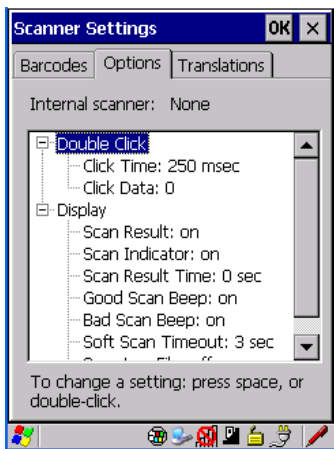 Scanner Settings OK ×
Barcodes Options Translations
Internal scanner: None
Double Click
Click Time: 250 msec
Click Data: 0
Display
Scan Result: on
Scan Indicator: on
Scan Result Time: 0 sec
Good Scan Beep: on
Bad Scan Beep: on
Soft Scan Timeout: 3 sec
To change a setting: press space, or
double-click.